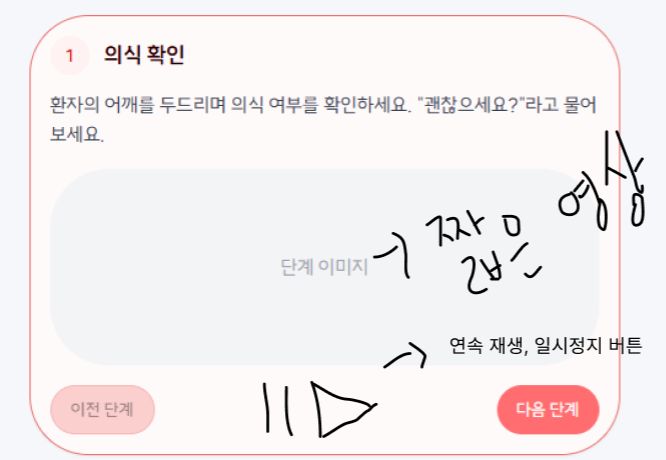 1 의식 확인
환자의 어깨를 두드리며 의식 여부를 확인하세요. "괜찮으세요?"라고 물어
보세요.
단계 이미지
짧은 영상
연속 재생, 일시정지 버튼
이전 단계
다음 단계